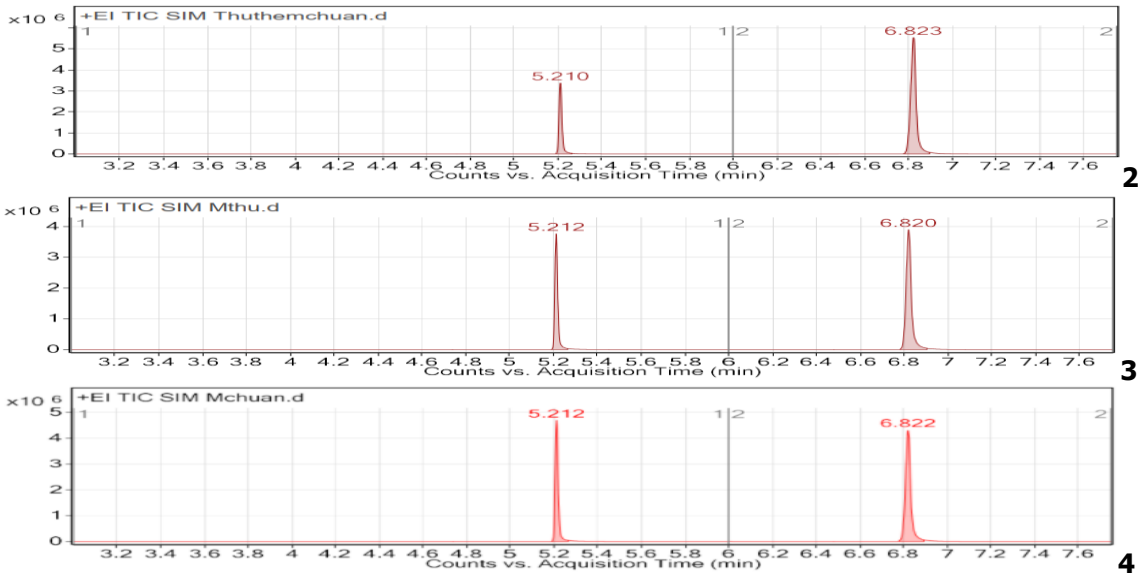 x10 6 +EI TIC SIM Thuthemchuan.d
1 1 2 2
6.823
5.210
5
4
3
2
1
0
3.2 3.4 3.6 3.8 4 4.2 4.4 4.6 4.8 5 5.2 5.4 5.6 5.8 6 6.2 6.4 6.6 6.8 7 7.2 7.4 7.6
Counts vs. Acquisition Time (min)
2
x10 6 +EI TIC SIM Mthu.d
1 1 2 2
5.212 6.820
4
3
2
1
0
3.2 3.4 3.6 3.8 4 4.2 4.4 4.6 4.8 5 5.2 5.4 5.6 5.8 6 6.2 6.4 6.6 6.8 7 7.2 7.4 7.6
Counts vs. Acquisition Time (min)
3
x10 6 +EI TIC SIM Mchuan.d
1 1 2 2
5.212 6.822
5
4
3
2
1
0
3.2 3.4 3.6 3.8 4 4.2 4.4 4.6 4.8 5 5.2 5.4 5.6 5.8 6 6.2 6.4 6.6 6.8 7 7.2 7.4 7.6
Counts vs. Acquisition Time (min)
4